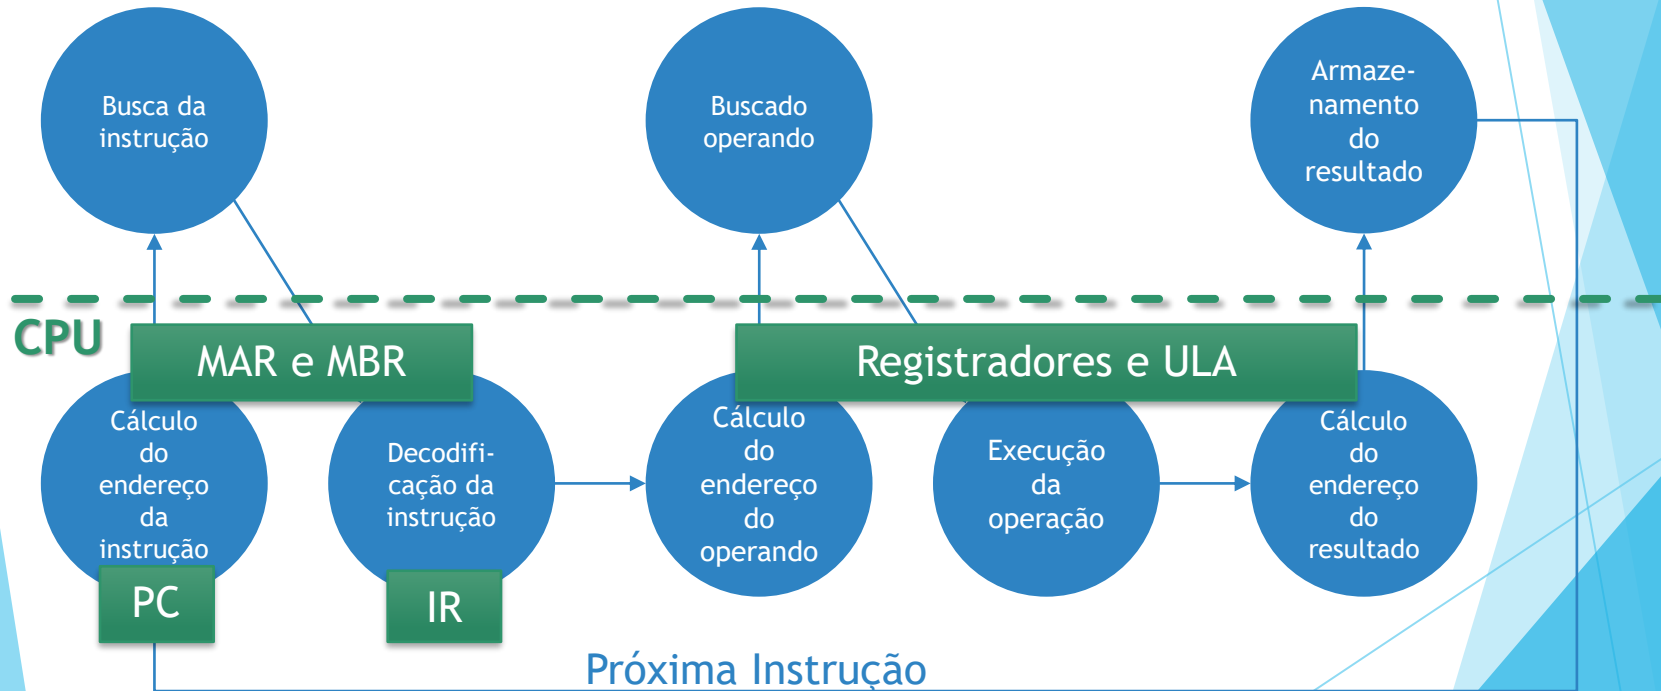 Busca da
instrução
Buscado
operando
Armaze-
namento
do
resultado
CPU
MAR e MBR
Registradores e ULA
Cálculo
do
endereço
da
instrução
Decodifi-
cação da
instrução
Cálculo
do
endereço
do
operando
Execução
da
operação
Cálculo
do
endereço
do
resultado
PC
IR
Próxima Instrução